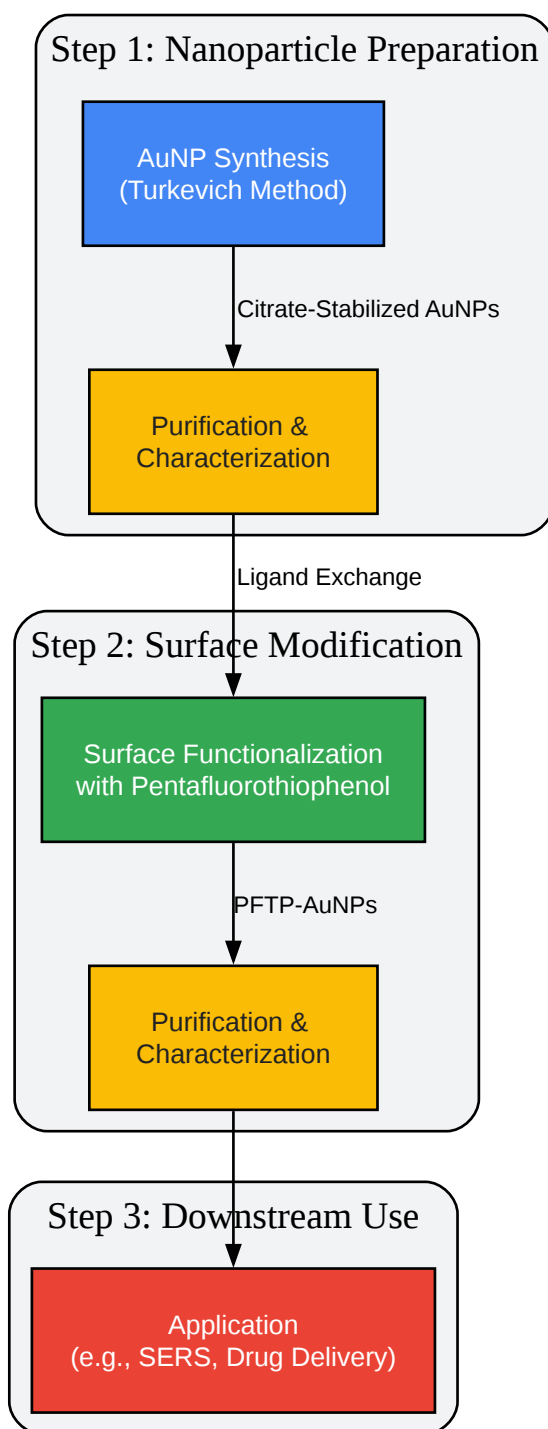 Step 1: Nanoparticle Preparation
AuNP Synthesis
(Turkevich Method)
Citrate-Stabilized AuNPs
Purification &
Characterization
Ligand Exchange
Step 2: Surface Modification
Surface Functionalization
with Pentafluorothiophenol
PFTP-AuNPs
Purification &
Characterization
Step 3: Downstream Use
Application
(e.g., SERS, Drug Delivery)